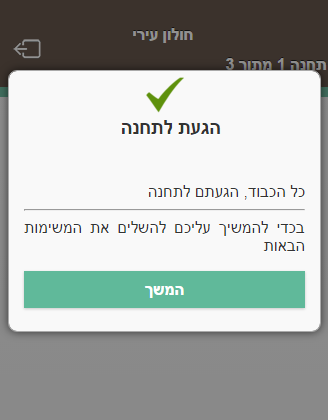 חולון עירי
תחנה 1 מתוך 3
הגעת לתחנה
כל הכבוד, הגעתם לתחנה
בכדי להמשיך עליכם להשלים את המשימות
הבאות
המשך